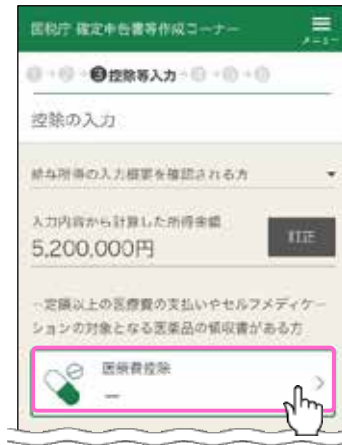 国税庁 確定申告書等作成コーナー
メニュー
❸控除等入力
控除の入力
給与所得の入力概要を確認される方
入力内容から計算した所得金額
5,200,000円
訂正
一定額以上の医療費の支払いやセルフメディケー
ションの対象となる医薬品の領収書がある方
医療費控除
ー